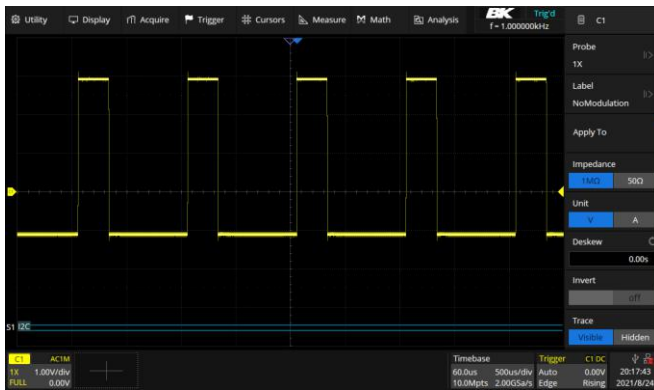 Utility Display Acquire Trigger Cursors Measure Math Analysis BK Trig'd C1
f = 1.000000kHz
Probe
1X
Label
NoModulation
Apply To
Impedance
1MΩ 50Ω
Unit
V A
Deskew
0.00s
Invert
off
Trace
Visible Hidden
S1 I2C
C1 AC1M
1X 1.00V/div
FULL 0.00V
Timebase
60.0us 500us/div
10.0Mpts 2.00GSa/s
Trigger C1 DC
Auto 0.00V
Edge Rising
20:17:43
2021/8/24